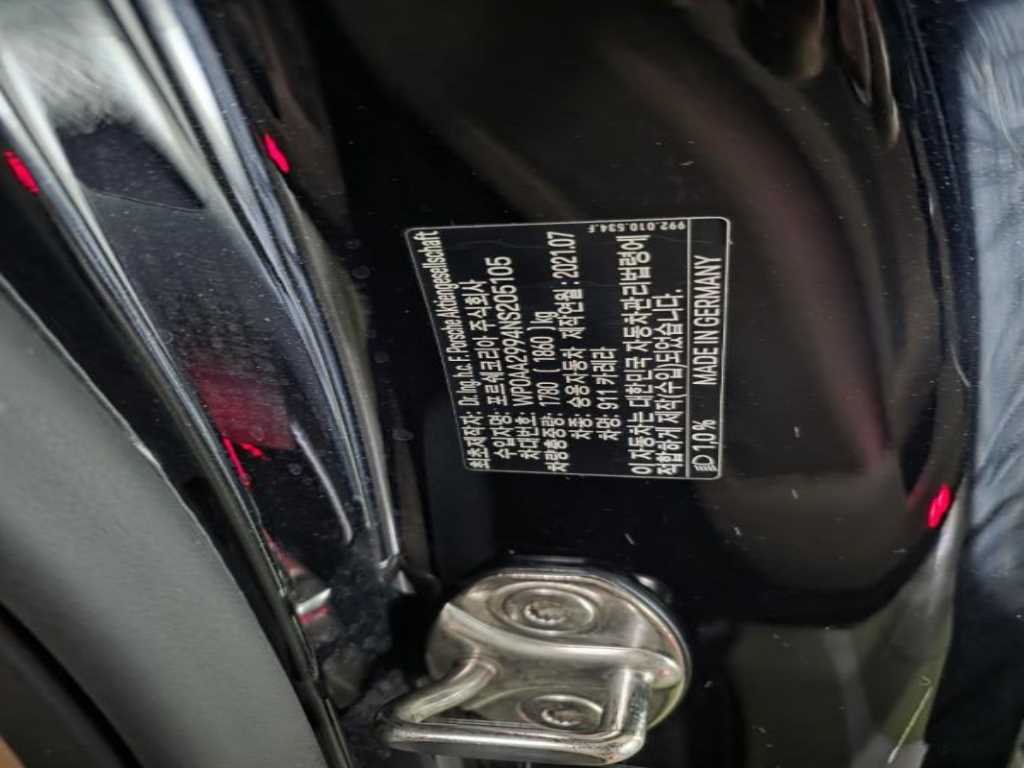 최초제작자: Dr. Ing. h.c. F. Porsche Aktiengesellschaft
수입자명: 포르쉐코리아 주식회사
차대번호: WP0AA2994NS205105
차량총중량: 1780 ( 1860 ) kg
차종: 승용자동차 제작연월 : 2021.07
차명: 911 카레라
이 자동차는 대한민국 자동차관리법령에
적합하게 제작(수입)되었습니다.
1,0% MADE IN GERMANY
992.010.534.F